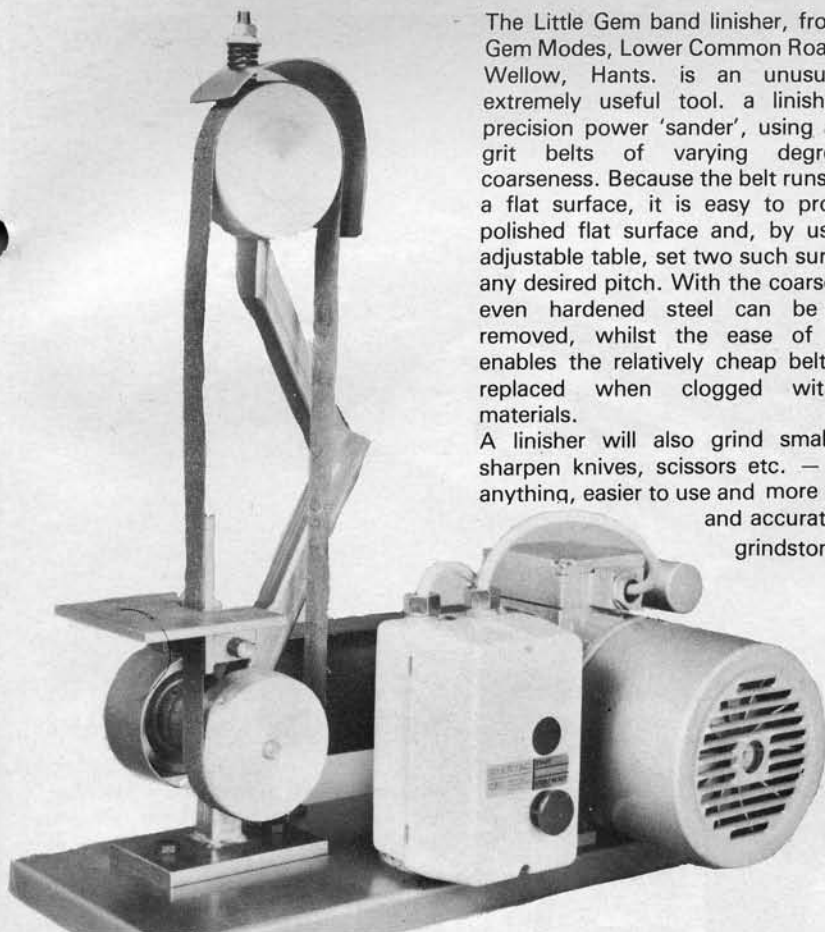 The Little Gem band linisher, fro
Gem Modes, Lower Common Roa
Wellow, Hants. is an unusu
extremely useful tool. a linish
precision power 'sander', using
grit belts of varying degr
coarseness. Because the belt runs
a flat surface, it is easy to pro
polished flat surface and, by us
adjustable table, set two such sur
any desired pitch. With the coars
even hardened steel can be
removed, whilst the ease of
enables the relatively cheap belt
replaced when clogged wit
materials.
A linisher will also grind smal
sharpen knives, scissors etc. —
anything, easier to use and more
and accurat
grindston